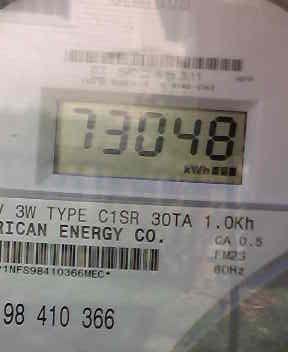 73048
kWh
V 3W TYPE C1SR 30TA 1.0Kh
RICAN ENERGY CO.
CA 0.5
FM2S
60Hz
*1NFS98410366MEC*
98 410 366